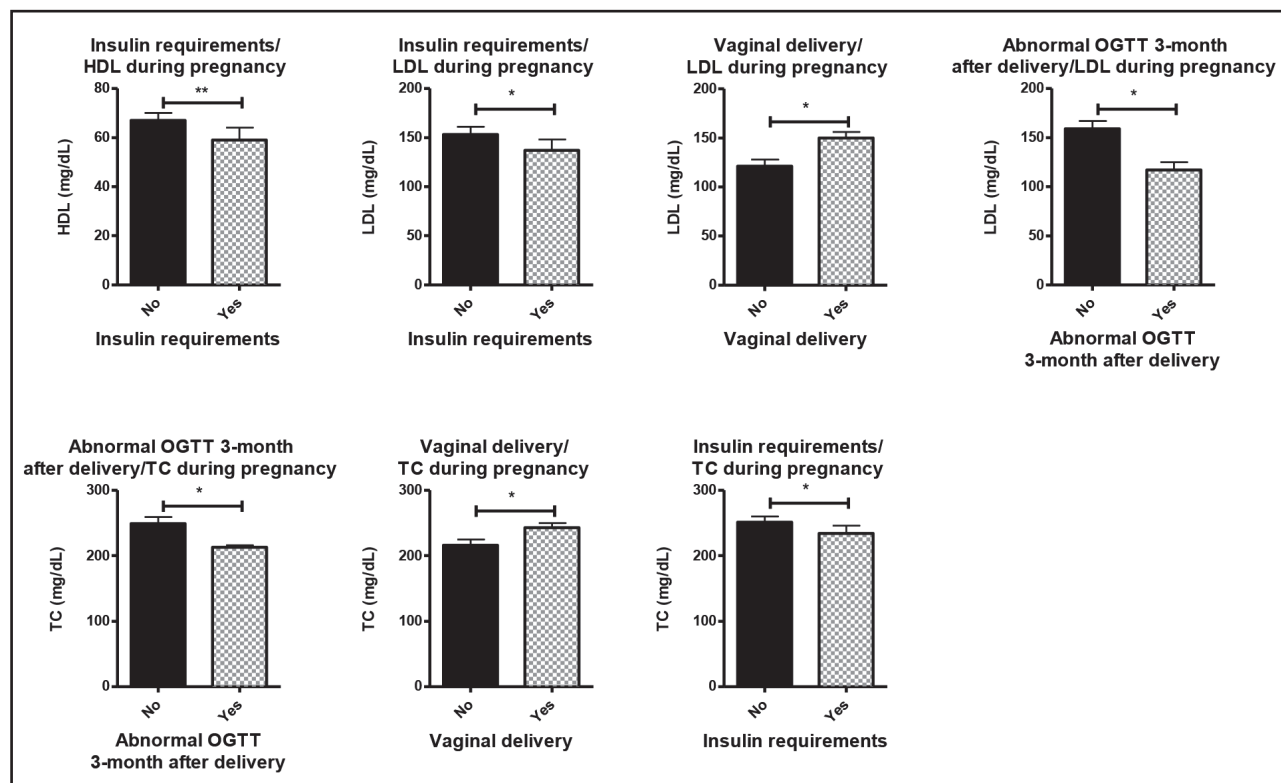 Insulin requirements/
HDL during pregnancy
**
80
60
40
20
0
HDL (mg/dL)
No
Yes
Insulin requirements
Insulin requirements/
LDL during pregnancy
*
200
150
100
50
0
LDL (mg/dL)
No
Yes
Insulin requirements
Vaginal delivery/
LDL during pregnancy
*
200
150
100
50
0
LDL (mg/dL)
No
Yes
Vaginal delivery
Abnormal OGTT 3-month
after delivery/LDL during pregnancy
*
200
150
100
50
0
LDL (mg/dL)
No
Yes
Abnormal OGTT
3-month after delivery
Abnormal OGTT 3-month
after delivery/TC during pregnancy
*
300
200
100
0
TC (mg/dL)
No
Yes
Abnormal OGTT
3-month after delivery
Vaginal delivery/
TC during pregnancy
*
300
200
100
0
TC (mg/dL)
No
Yes
Vaginal delivery
Insulin requirements/
TC during pregnancy
*
300
200
100
0
TC (mg/dL)
No
Yes
Insulin requirements